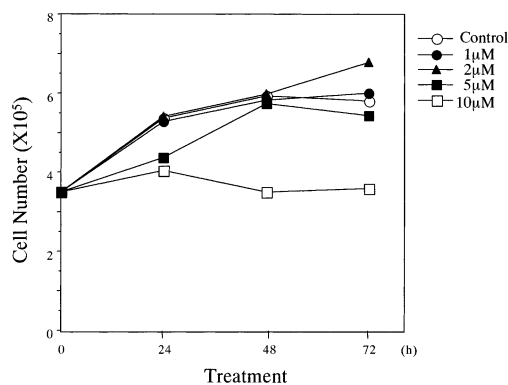 8
6
4
2
0
Cell Number (X10⁵)
0 24 48 72 (h)
Treatment
Control
1μM
2μM
5μM
10μM